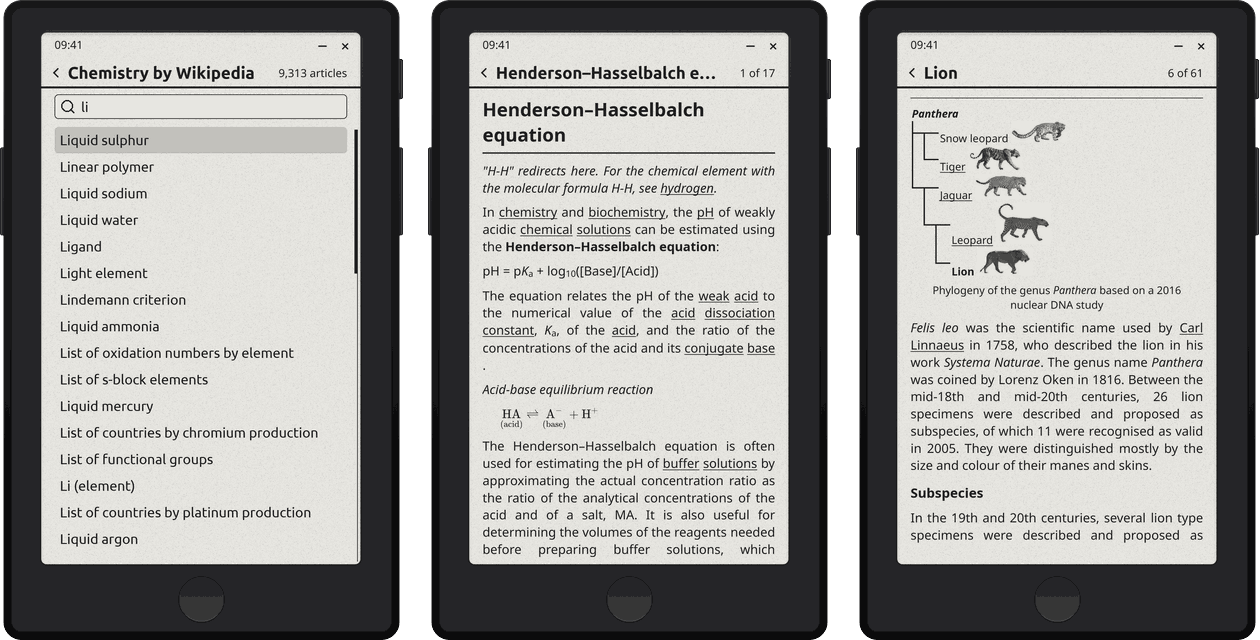 09:41
Chemistry by Wikipedia 9,313 articles
li
Liquid sulphur
Linear polymer
Liquid sodium
Liquid water
Ligand
Light element
Lindemann criterion
Liquid ammonia
List of oxidation numbers by element
List of s-block elements
Liquid mercury
List of countries by chromium production
List of functional groups
Li (element)
List of countries by platinum production
Liquid argon
09:41
Henderson–Hasselbalch e... 1 of 17
Henderson–Hasselbalch
equation
"H-H" redirects here. For the chemical element with
the molecular formula H-H, see hydrogen.
In chemistry and biochemistry, the pH of weakly
acidic chemical solutions can be estimated using
the Henderson–Hasselbalch equation:
pH = pKa + log₁₀([Base]/[Acid])
The equation relates the pH of the weak acid to
the numerical value of the acid dissociation
constant, Ka, of the acid, and the ratio of the
concentrations of the acid and its conjugate base
.
Acid-base equilibrium reaction
HA ⇌ A⁻ + H⁺
(acid) (base)
The Henderson–Hasselbalch equation is often
used for estimating the pH of buffer solutions by
approximating the actual concentration ratio as
the ratio of the analytical concentrations of the
acid and of a salt, MA. It is also useful for
determining the volumes of the reagents needed
before preparing buffer solutions, which
09:41
Lion 6 of 61
Panthera
Snow leopard
Tiger
Jaguar
Leopard
Lion
Phylogeny of the genus Panthera based on a 2016
nuclear DNA study
Felis leo was the scientific name used by Carl
Linnaeus in 1758, who described the lion in his
work Systema Naturae. The genus name Panthera
was coined by Lorenz Oken in 1816. Between the
mid-18th and mid-20th centuries, 26 lion
specimens were described and proposed as
subspecies, of which 11 were recognised as valid
in 2005. They were distinguished mostly by the
size and colour of their manes and skins.
Subspecies
In the 19th and 20th centuries, several lion type
specimens were described and proposed as